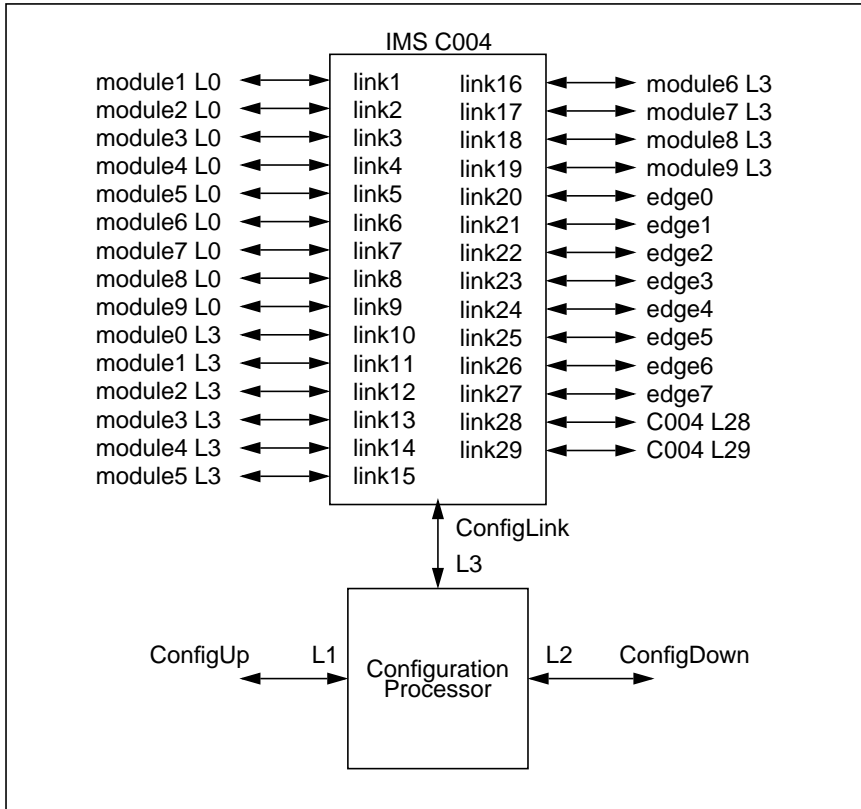 IMS C004
module1 L0 link1 link16 module6 L3
module2 L0 link2 link17 module7 L3
module3 L0 link3 link18 module8 L3
module4 L0 link4 link19 module9 L3
module5 L0 link5 link20 edge0
module6 L0 link6 link21 edge1
module7 L0 link7 link22 edge2
module8 L0 link8 link23 edge3
module9 L0 link9 link24 edge4
module0 L3 link10 link25 edge5
module1 L3 link11 link26 edge6
module2 L3 link12 link27 edge7
module3 L3 link13 link28 C004 L28
module4 L3 link14 link29 C004 L29
module5 L3 link15
ConfigLink
L3
ConfigUp L1 L2 ConfigDown
Configuration
Processor